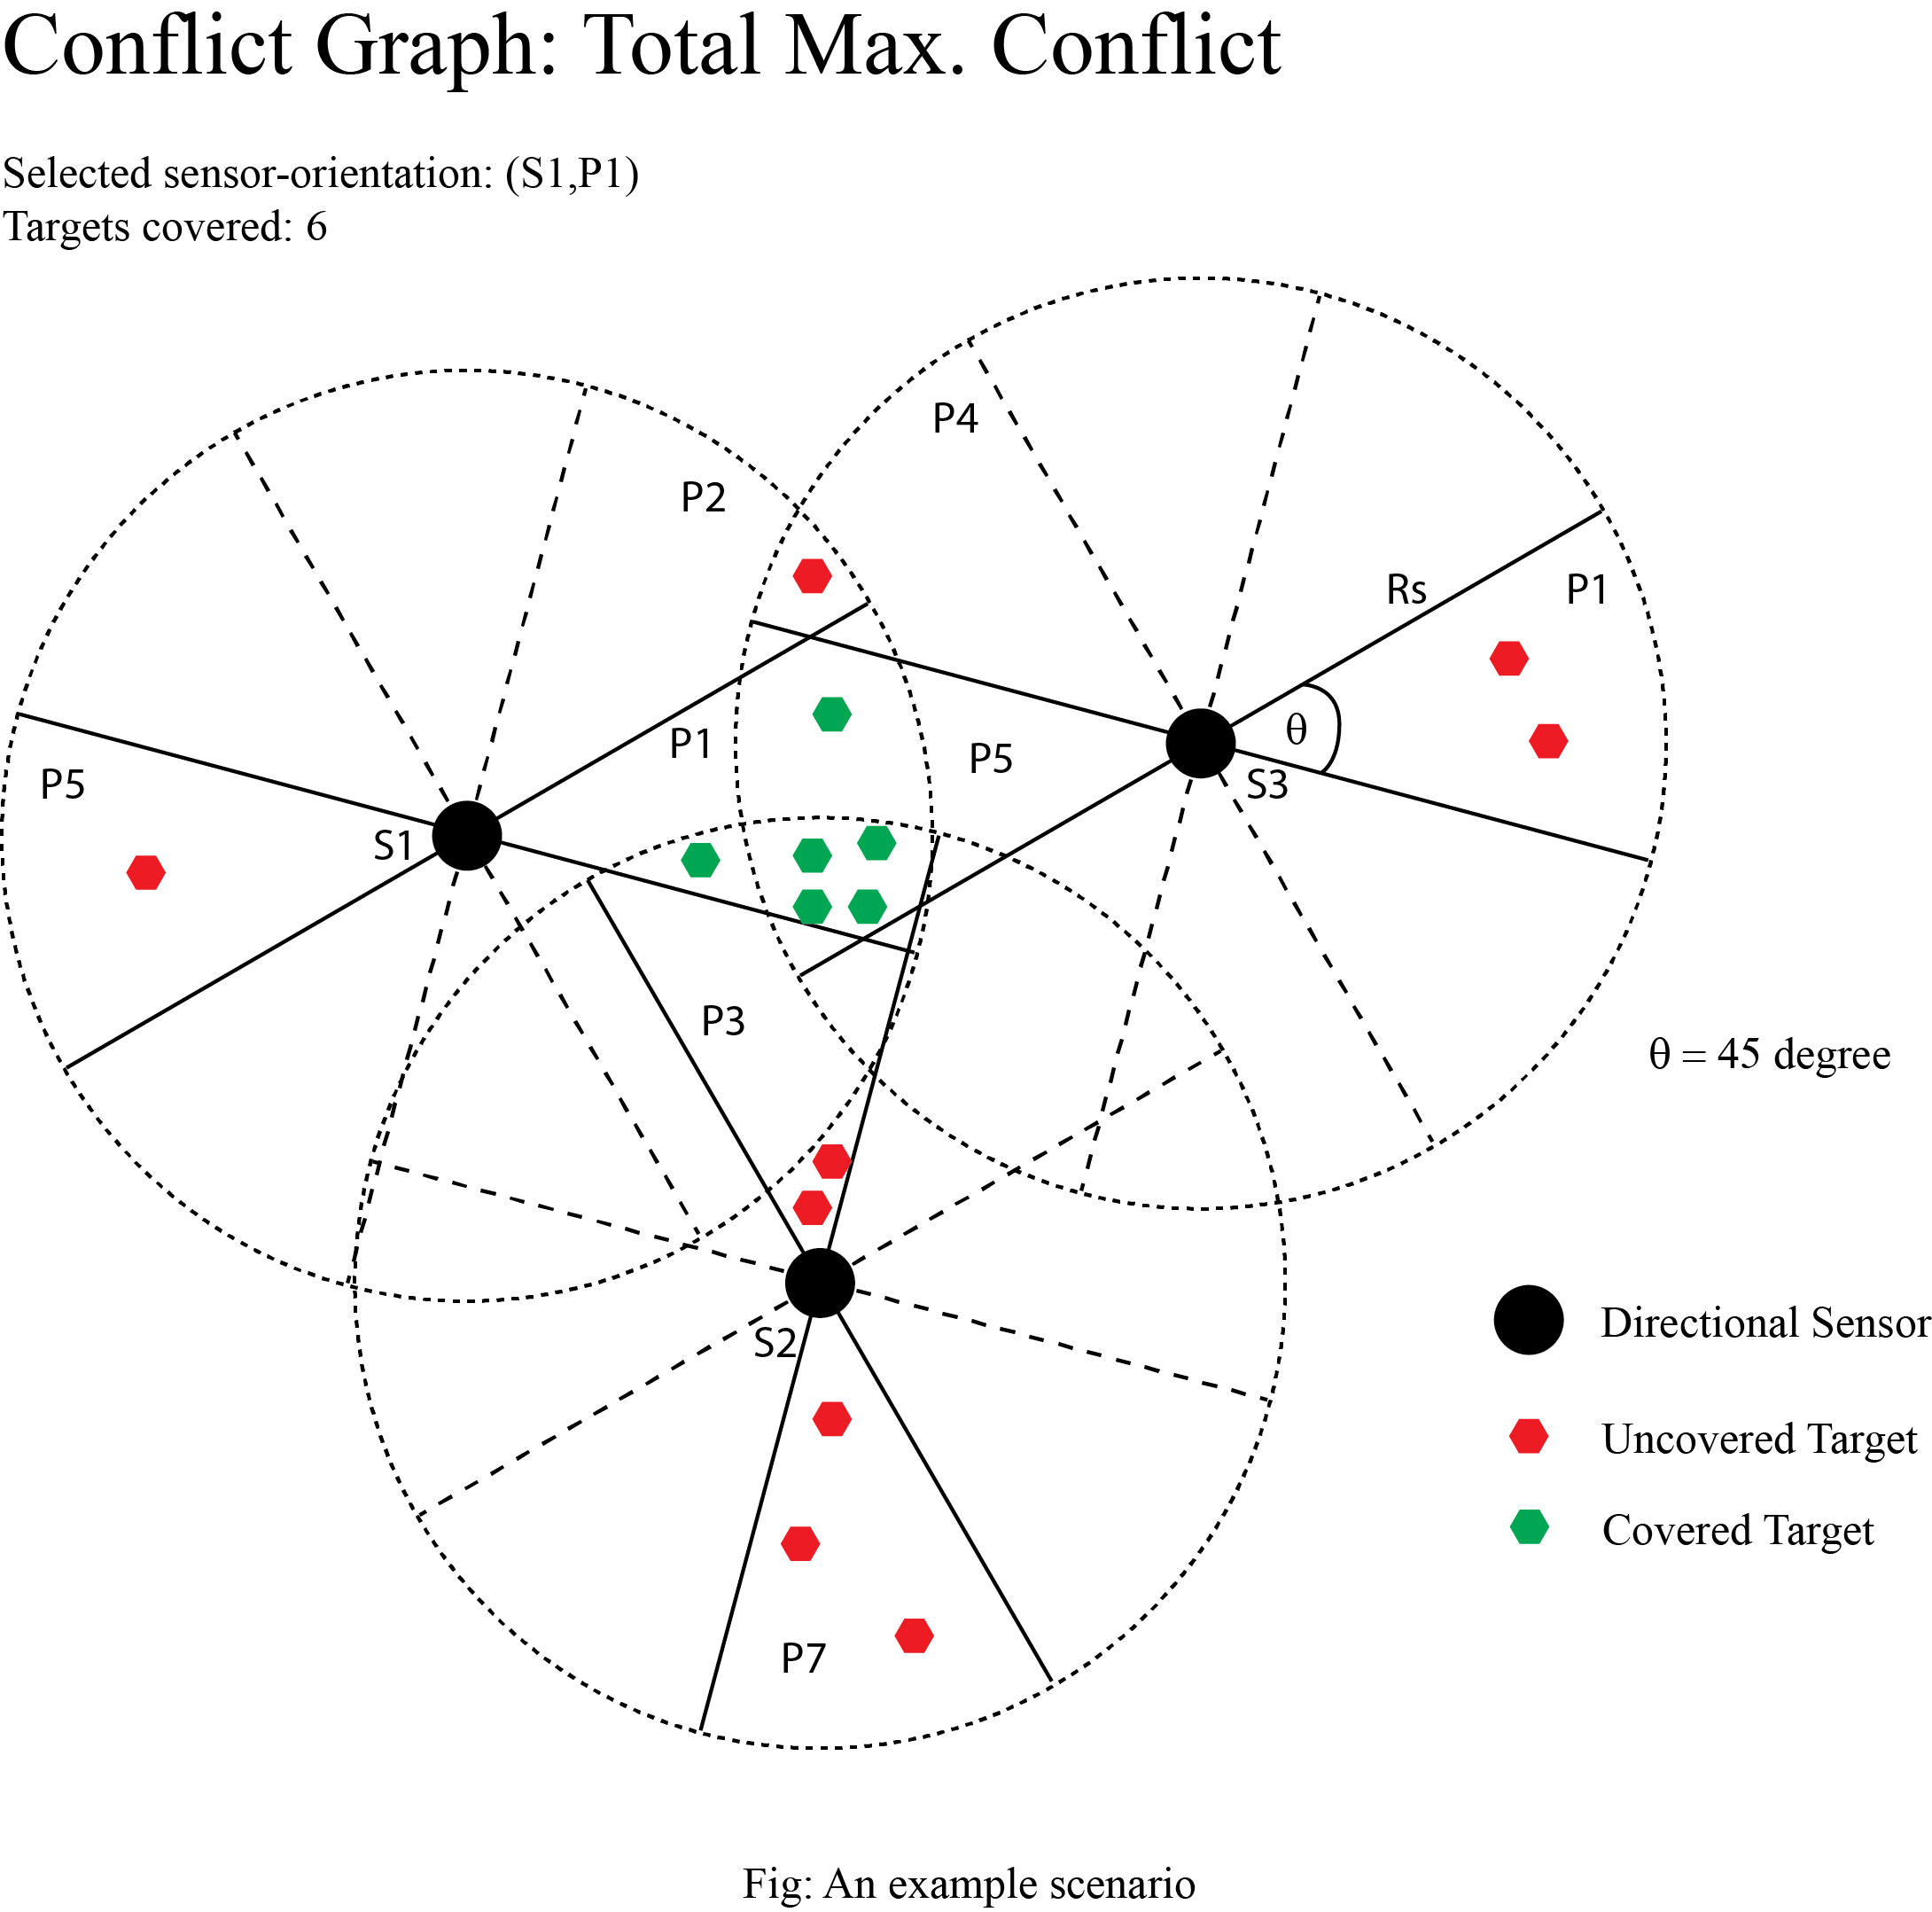 Conflict Graph: Total Max. Conflict
Selected sensor-orientation: (S1,P1)
Targets covered: 6
P4
P2
Rs
P1
P1
P5
θ
S3
P5
S1
P3
θ = 45 degree
S2
Directional Sensor
Uncovered Target
Covered Target
P7
Fig: An example scenario